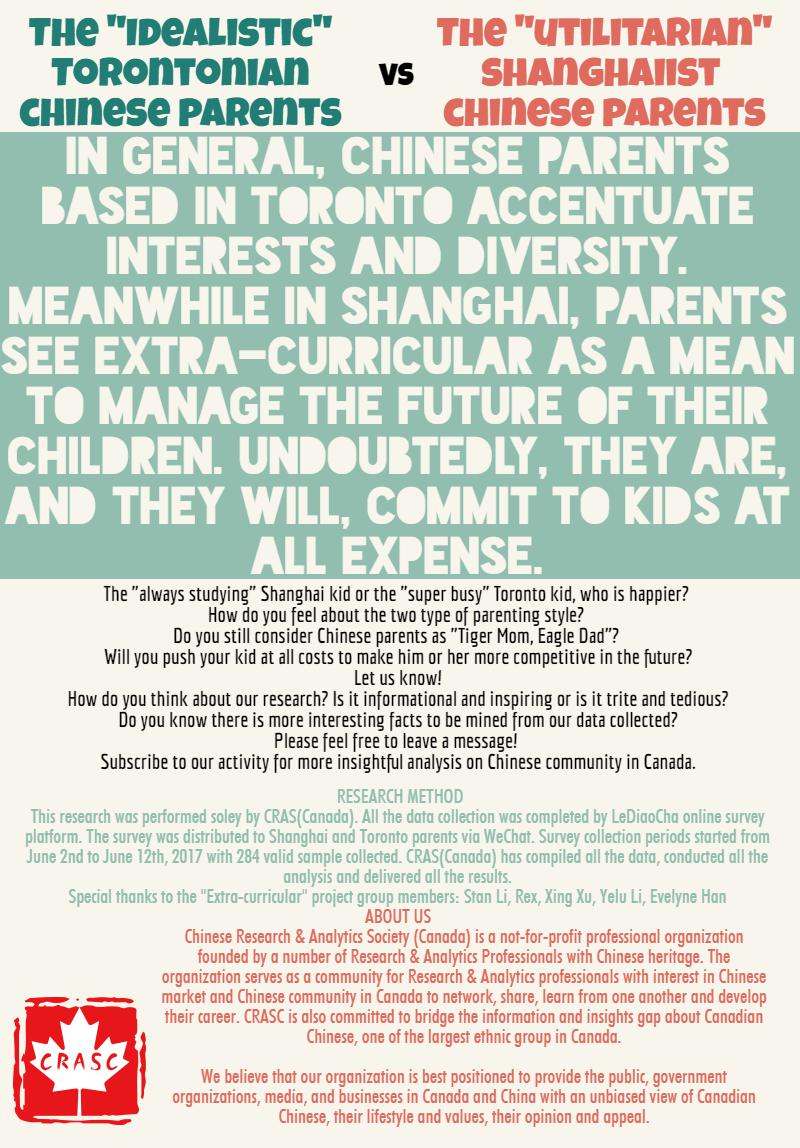 THE "IDEALISTIC"
TORONTONIAN
CHINESE PARENTS
VS
THE "UTILITARIAN"
SHANGHAIIST
CHINESE PARENTS
IN GENERAL, CHINESE PARENTS
BASED IN TORONTO ACCENTUATE
INTERESTS AND DIVERSITY.
MEANWHILE IN SHANGHAI, PARENTS
SEE EXTRA-CURRICULAR AS A MEAN
TO MANAGE THE FUTURE OF THEIR
CHILDREN. UNDOUBTEDLY, THEY ARE,
AND THEY WILL, COMMIT TO KIDS AT
ALL EXPENSE.
The "always studying" Shanghai kid or the "super busy" Toronto kid, who is happier?
How do you feel about the two type of parenting style?
Do you still consider Chinese parents as "Tiger Mom, Eagle Dad"?
Will you push your kid at all costs to make him or her more competitive in the future?
Let us know!
How do you think about our research? Is it informational and inspiring or is it trite and tedious?
Do you know there is more interesting facts to be mined from our data collected?
Please feel free to leave a message!
Subscribe to our activity for more insightful analysis on Chinese community in Canada.
RESEARCH METHOD
This research was performed soley by CRAS(Canada). All the data collection was completed by LeDiaoCha online survey
platform. The survey was distributed to Shanghai and Toronto parents via WeChat. Survey collection periods started from
June 2nd to June 12th, 2017 with 284 valid sample collected. CRAS(Canada) has compiled all the data, conducted all the
analysis and delivered all the results.
Special thanks to the "Extra-curricular" project group members: Stan Li, Rex, Xing Xu, Yelu Li, Evelyne Han
ABOUT US
Chinese Research & Analytics Society (Canada) is a not-for-profit professional organization
founded by a number of Research & Analytics Professionals with Chinese heritage. The
organization serves as a community for Research & Analytics professionals with interest in Chinese
market and Chinese community in Canada to network, share, learn from one another and develop
their career. CRASC is also committed to bridge the information and insights gap about Canadian
Chinese, one of the largest ethnic group in Canada.
We believe that our organization is best positioned to provide the public, government
organizations, media, and businesses in Canada and China with an unbiased view of Canadian
Chinese, their lifestyle and values, their opinion and appeal.
CRASC